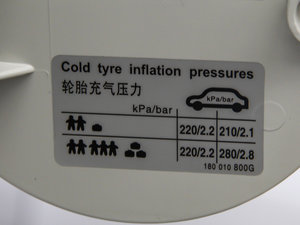 Cold tyre inflation pressures
轮胎充气压力
kPa/bar
kPa/bar
220/2.2 210/2.1
220/2.2 280/2.8
180 010 800G